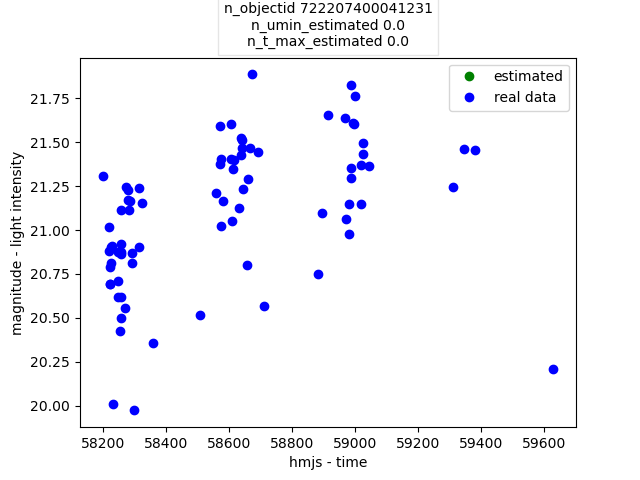 n_objectid 722207400041231
n_umin_estimated 0.0
n_t_max_estimated 0.0
estimated
real data
magnitude - light intensity
21.75
21.50
21.25
21.00
20.75
20.50
20.25
20.00
58200 58400 58600 58800 59000 59200 59400 59600
hmjs - time